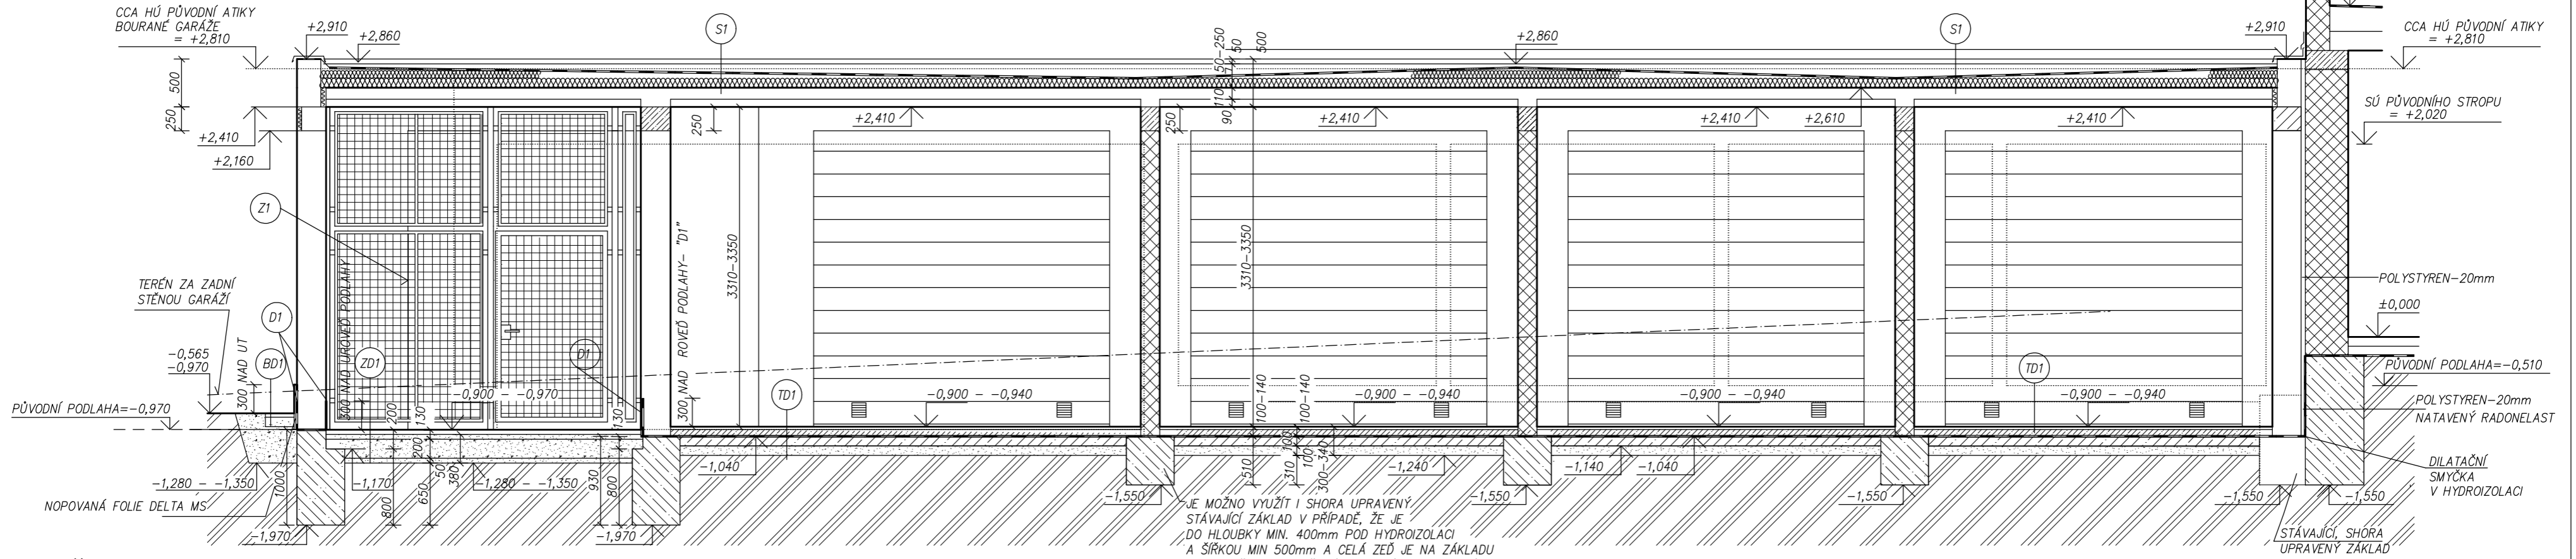 CCA HÚ PŮVODNÍ ATIKY
BOURANÉ GARÁŽE
= +2,810
+2,910
+2,860
S1
+2,860
S1
+2,910
CCA HÚ PŮVODNÍ ATIKY
= +2,810
500
250
50-250
50
500
110
90
+2,410
+2,160
250
+2,410
250
+2,410
+2,410
+2,610
+2,410
SÚ PŮVODNÍHO STROPU
= +2,020
Z1
TERÉN ZA ZADNÍ
STĚNOU GARÁŽÍ
D1
-0,565
-0,970
300 NAD UT
BD1
300 NAD ÚROVEŇ PODLAHY
ZD1
D1
300 NAD ROVEĎ PODLAHY- "D1"
3310-3350
3310-3350
TD1
TD1
POLYSTYREN-20mm
±0,000
PŮVODNÍ PODLAHA=-0,510
POLYSTYREN-20mm
NATAVENÝ RADONELAST
PŮVODNÍ PODLAHA=-0,970
-0,900 - -0,970
-0,900 - -0,940
-0,900 - -0,940
-0,900 - -0,940
-0,900 - -0,940
200
130
130
100-140
100-140
200
50
380
930
800
510
100
100
310
300-340
1000
800
650
-1,280 - -1,350
-1,170
-1,280 - -1,350
-1,040
-1,240
-1,140
-1,040
-1,550
-1,550
-1,550
-1,550
-1,550
NOPOVANÁ FOLIE DELTA MS
-1,970
-1,970
JE MOŽNO VYUŽÍT I SHORA UPRAVENÝ
STÁVAJÍCÍ ZÁKLAD V PŘÍPADĚ, ŽE JE
DO HLOUBKY MIN. 400mm POD HYDROIZOLACI
A ŠÍŘKOU MIN 500mm A CELÁ ZEĎ JE NA ZÁKLADU
DILATAČNÍ
SMYČKA
V HYDROIZOLACI
STÁVAJÍCÍ, SHORA
UPRAVENÝ ZÁKLAD